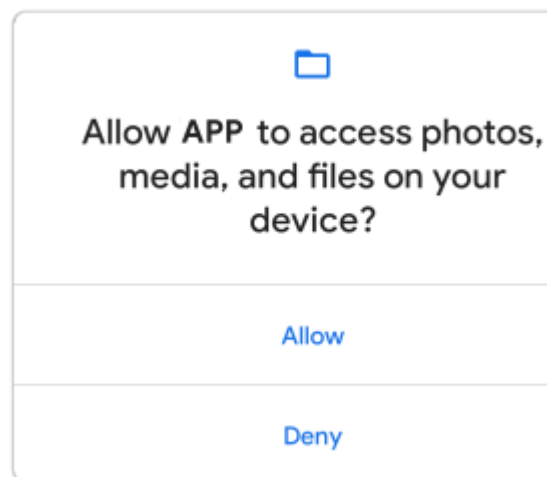 Allow APP to access photos,
media, and files on your
device?
Allow
Deny